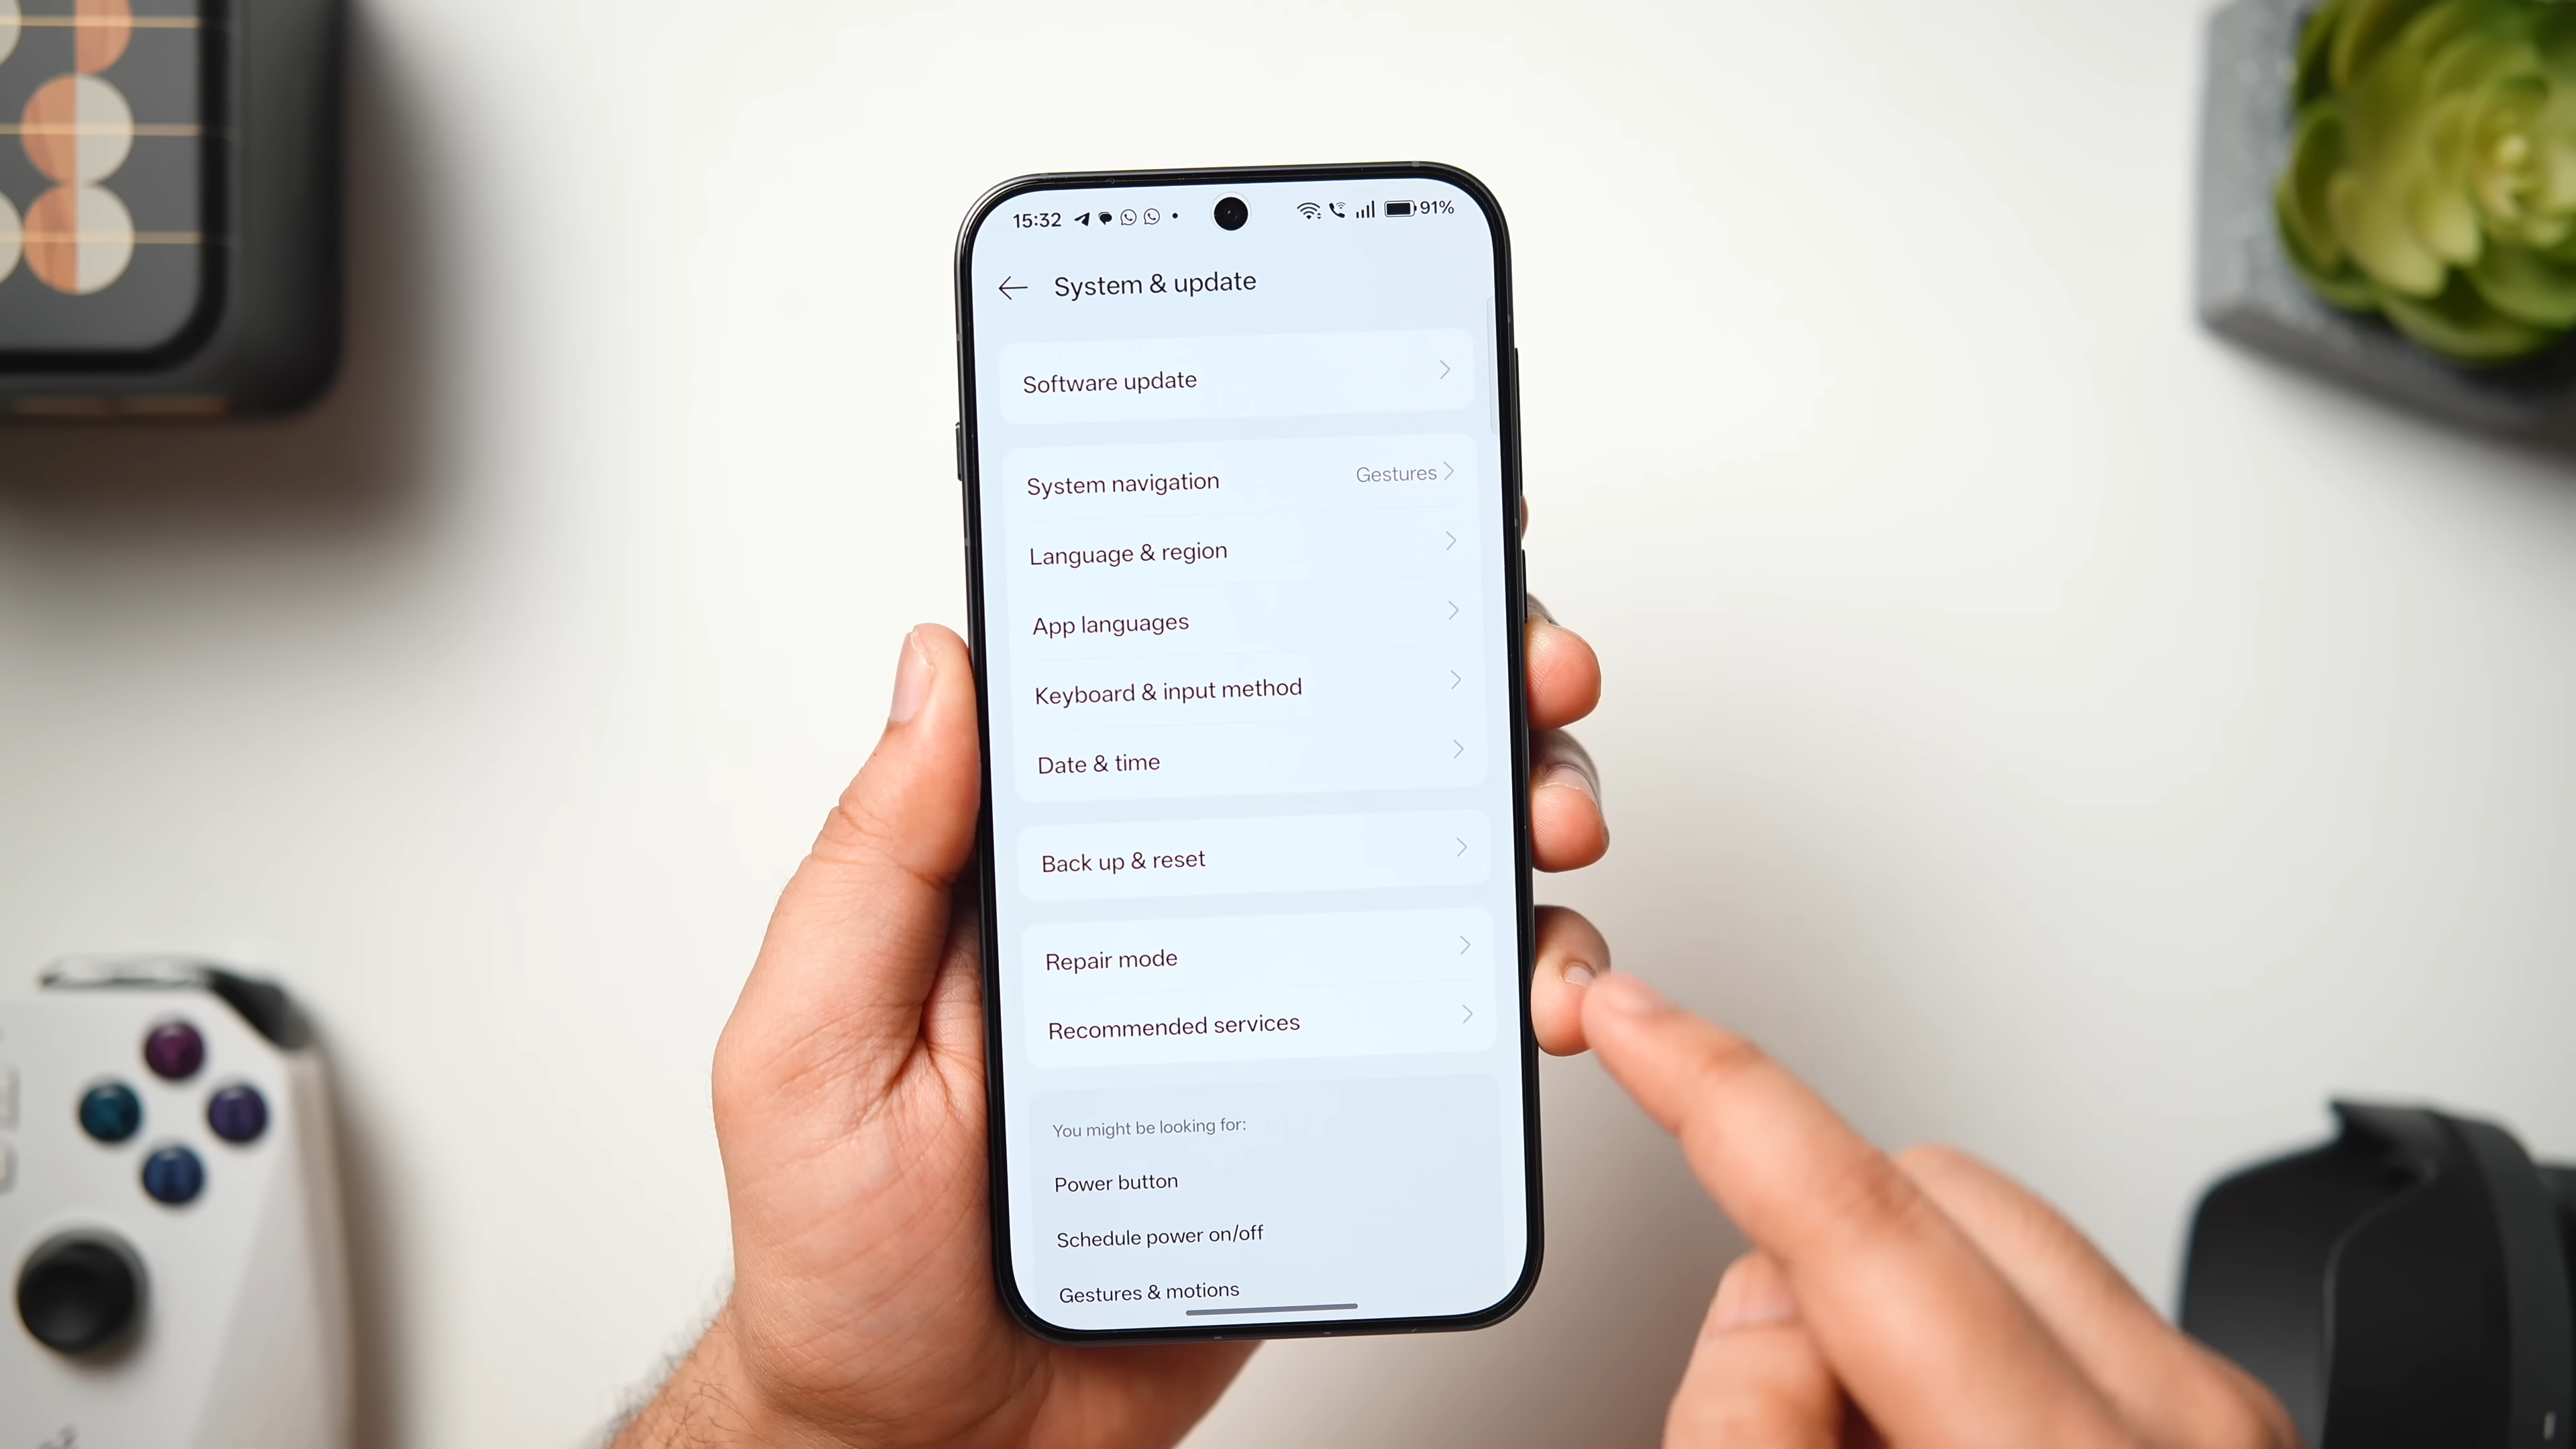 15:32 91%
System & update
Software update
System navigation Gestures
Language & region
App languages
Keyboard & input method
Date & time
Back up & reset
Repair mode
Recommended services
You might be looking for:
Power button
Schedule power on/off
Gestures & motions